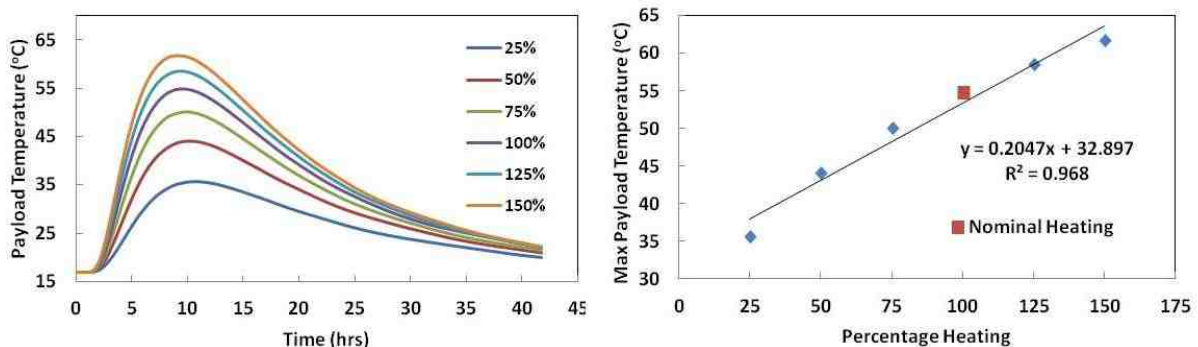 Payload Temperature (°C)
65
55
45
35
25
15
0 5 10 15 20 25 30 35 40 45
Time (hrs)
25%
50%
75%
100%
125%
150%
Max Payload Temperature (°C)
65
60
55
50
45
40
35
30
0 25 50 75 100 125 150 175
Percentage Heating
y = 0.2047x + 32.897
R² = 0.968
Nominal Heating